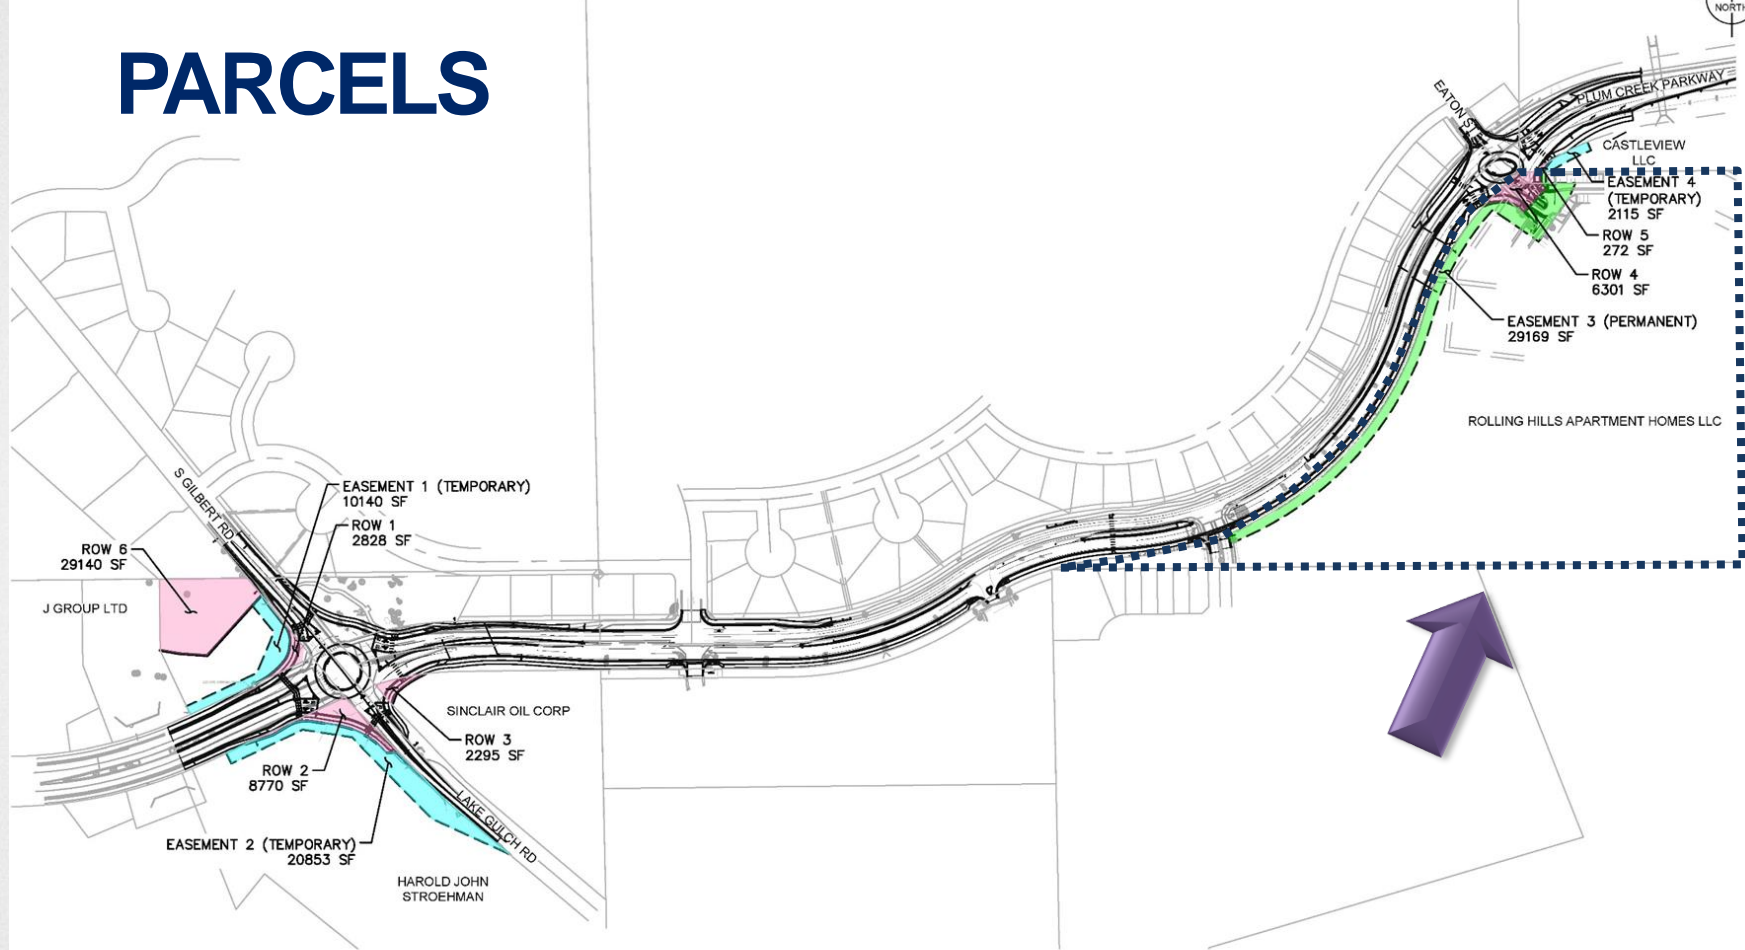 PARCELS
NORTH
EATON ST
PLUM CREEK PARKWAY
CASTLEVIEW
LLC
EASEMENT 4
(TEMPORARY)
2115 SF
ROW 5
272 SF
ROW 4
6301 SF
EASEMENT 3 (PERMANENT)
29169 SF
ROLLING HILLS APARTMENT HOMES LLC
S GILBERT RD
EASEMENT 1 (TEMPORARY)
10140 SF
ROW 1
2828 SF
ROW 6
29140 SF
J GROUP LTD
SINCLAIR OIL CORP
ROW 3
2295 SF
ROW 2
8770 SF
LAKE GULCH RD
EASEMENT 2 (TEMPORARY)
20853 SF
HAROLD JOHN
STROEHMAN